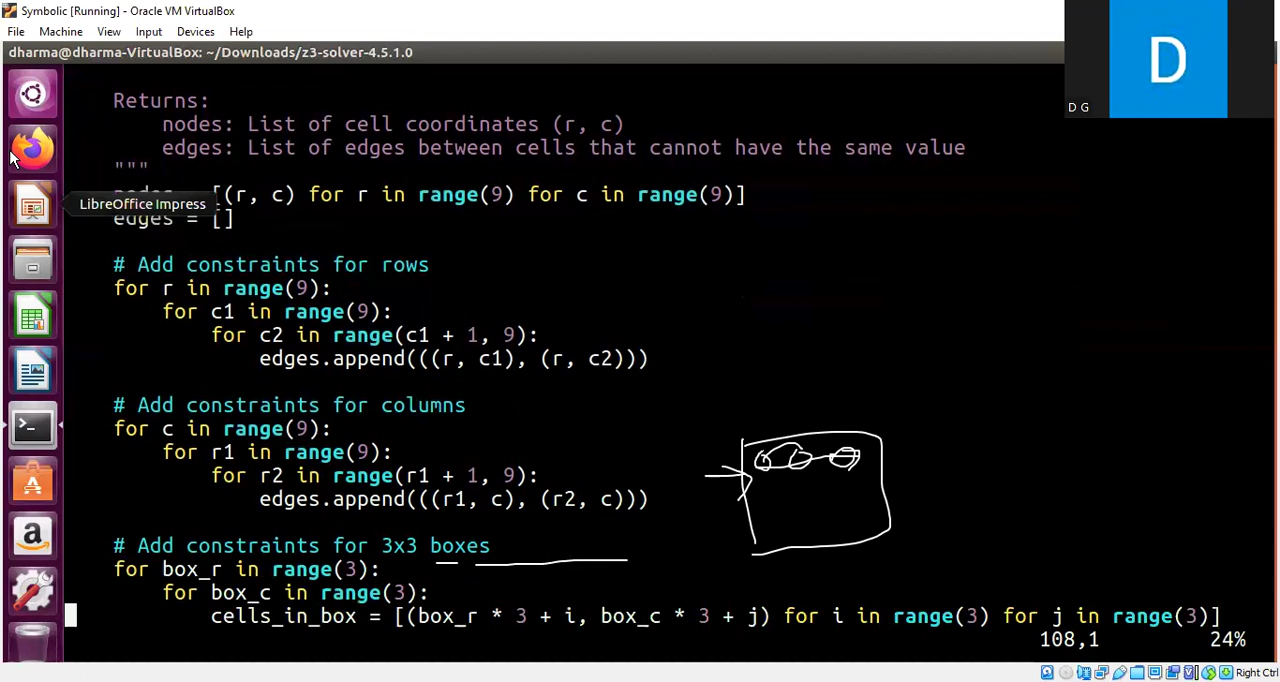 Symbolic [Running] - Oracle VM VirtualBox
File Machine View Input Devices Help
dharma@dharma-VirtualBox: ~/Downloads/z3-solver-4.5.1.0
D
D G
Returns:
nodes: List of cell coordinates (r, c)
edges: List of edges between cells that cannot have the same value
"""
[(r, c) for r in range(9) for c in range(9)]
LibreOffice Impress
edges = []
# Add constraints for rows
for r in range(9):
for c1 in range(9):
for c2 in range(c1 + 1, 9):
edges.append(((r, c1), (r, c2)))
# Add constraints for columns
for c in range(9):
for r1 in range(9):
for r2 in range(r1 + 1, 9):
edges.append(((r1, c), (r2, c)))
# Add constraints for 3x3 boxes
for box_r in range(3):
for box_c in range(3):
cells_in_box = [(box_r * 3 + i, box_c * 3 + j) for i in range(3) for j in range(3)]
108,1 24%
Right Ctrl